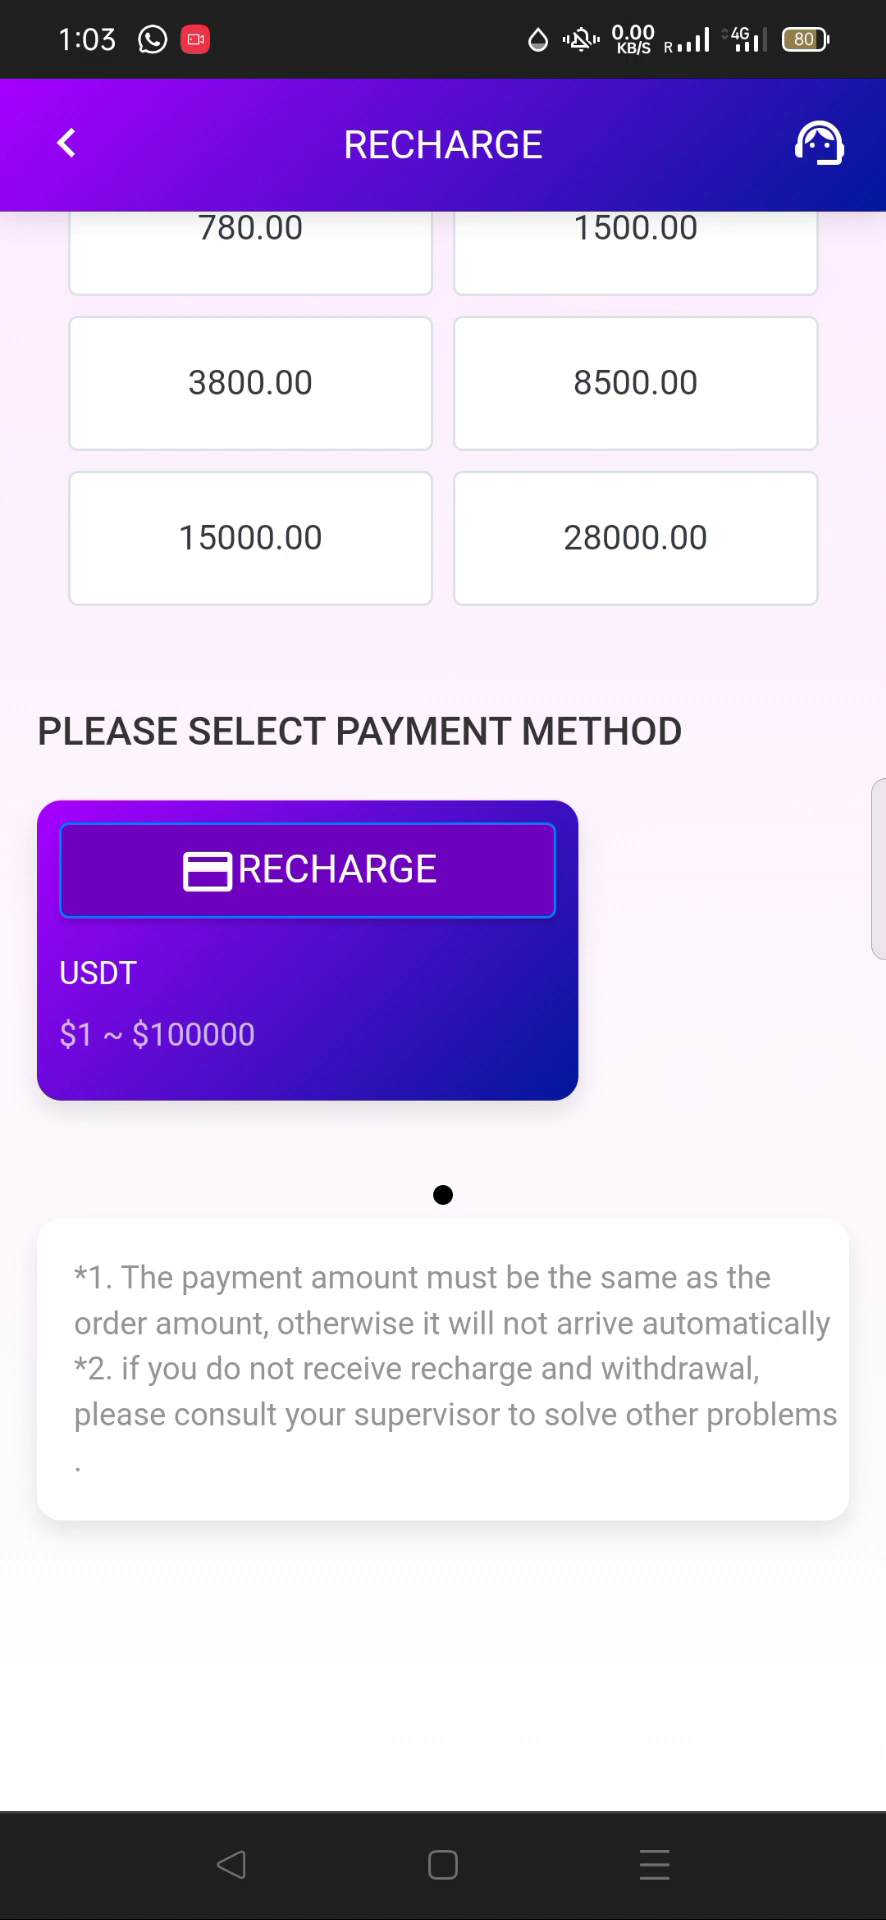 1:03
0.00
KB/S
R
4G
80
RECHARGE
780.00
1500.00
3800.00
8500.00
15000.00
28000.00
PLEASE SELECT PAYMENT METHOD
RECHARGE
USDT
$1 ~ $100000
*1. The payment amount must be the same as the
order amount, otherwise it will not arrive automatically
*2. if you do not receive recharge and withdrawal,
please consult your supervisor to solve other problems
.